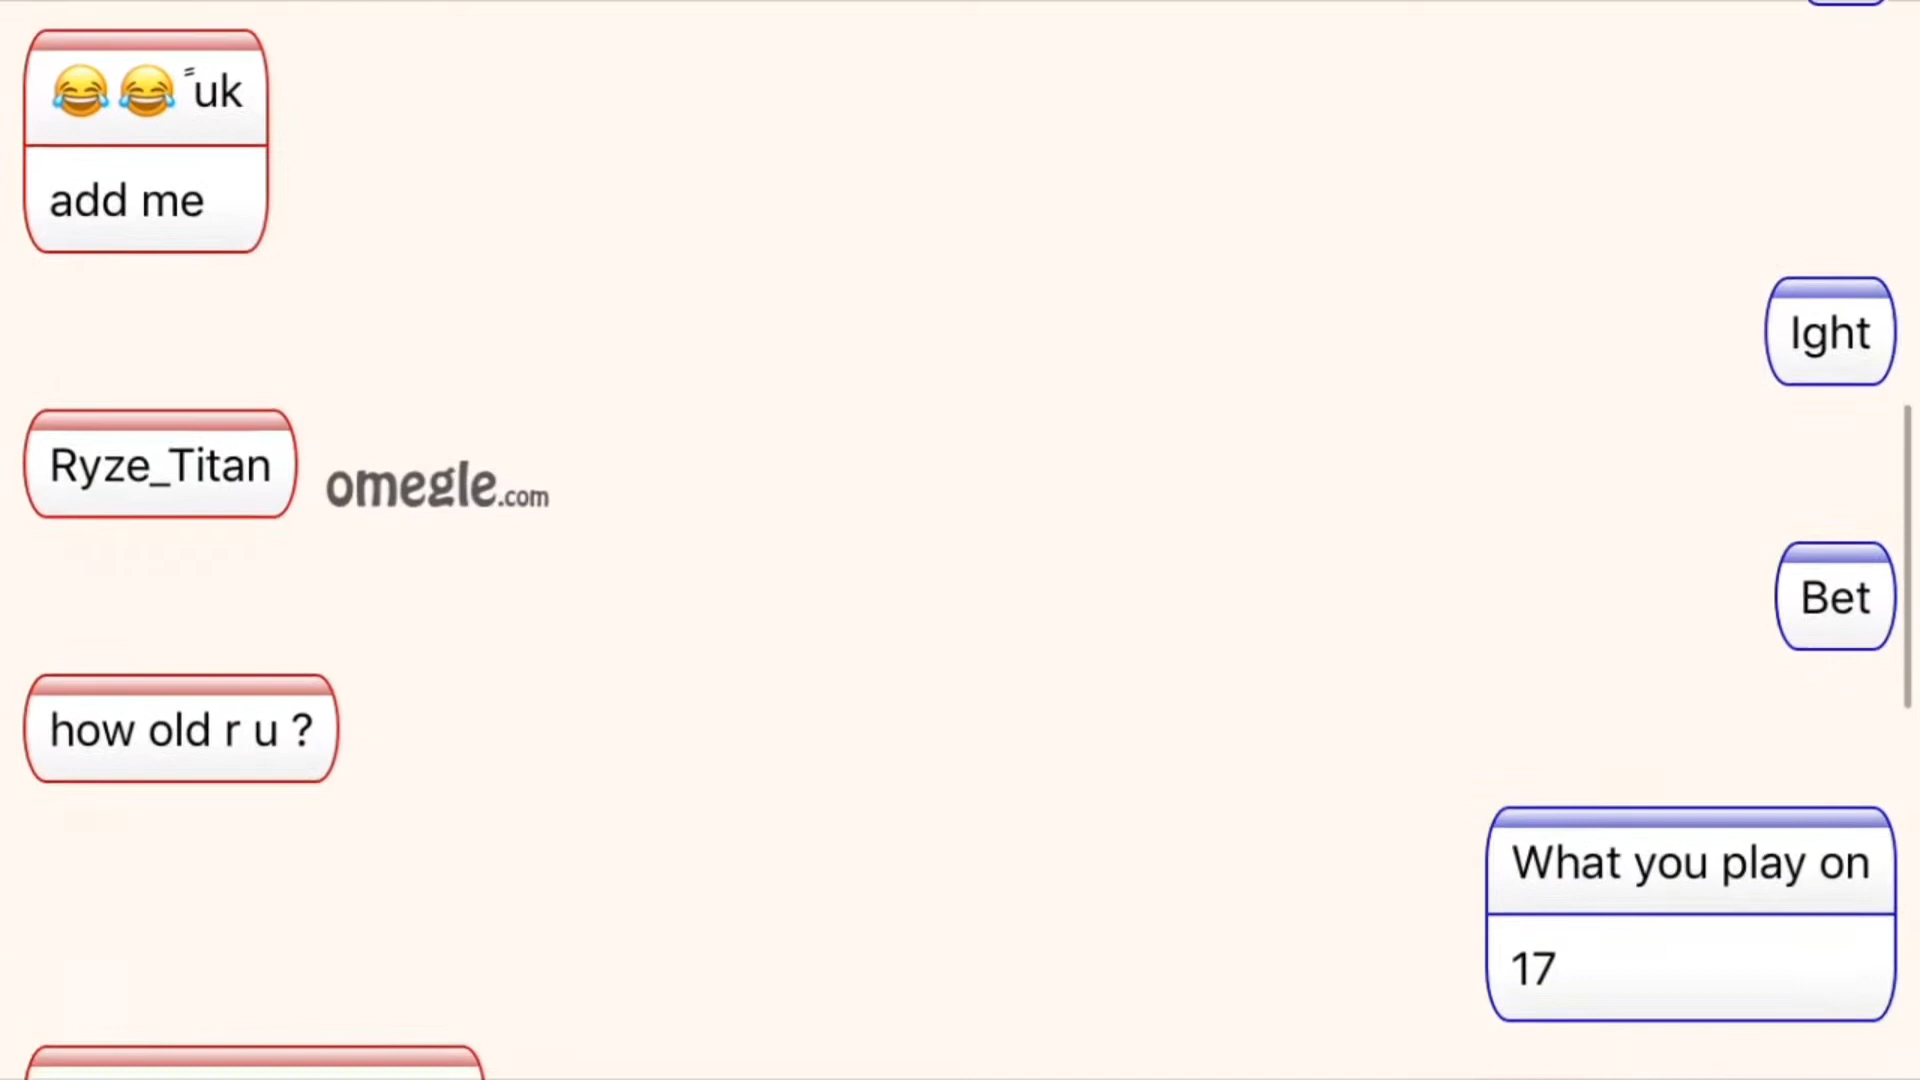 😂😂 uk
add me
Ight
Ryze_Titan
omegle.com
Bet
how old r u ?
What you play on
17